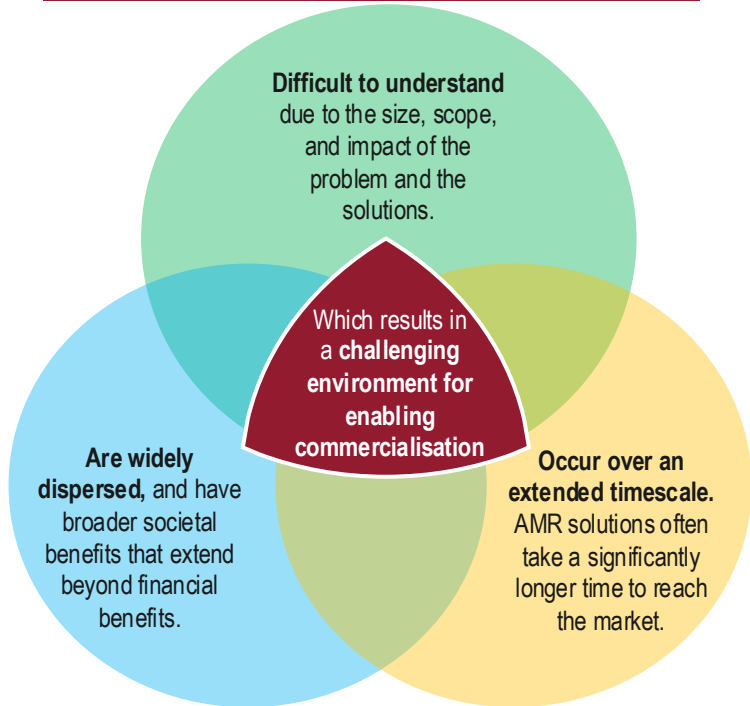 Difficult to understand
due to the size, scope,
and impact of the
problem and the
solutions.
Which results in
a challenging
environment for
enabling
commercialisation
Are widely
dispersed, and have
broader societal
benefits that extend
beyond financial
benefits.
Occur over an
extended timescale.
AMR solutions often
take a significantly
longer time to reach
the market.